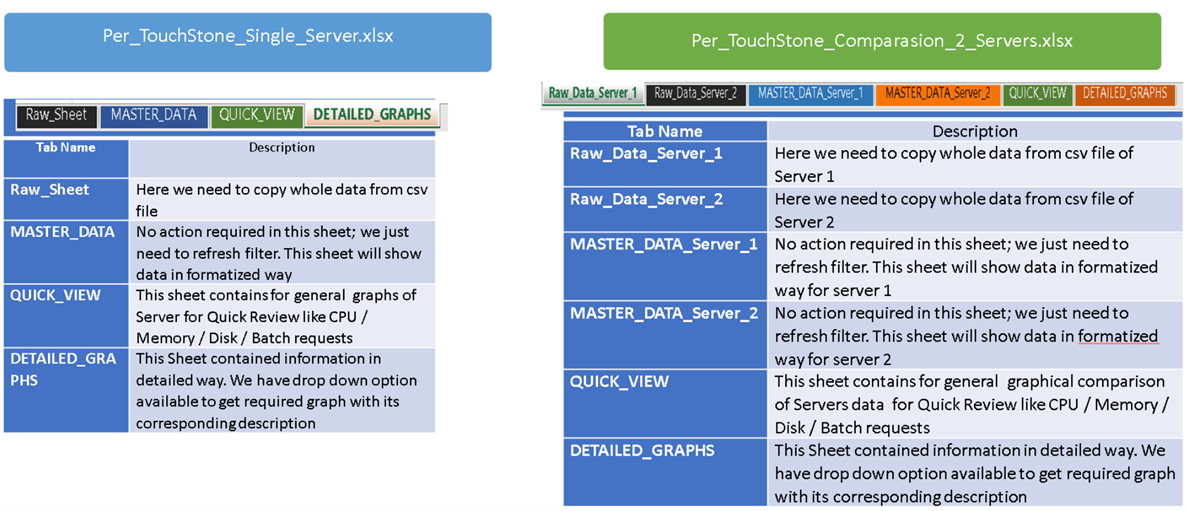 Per_TouchStone_Single_Server.xlsx
Raw_Sheet MASTER_DATA QUICK_VIEW DETAILED_GRAPHS
Tab Name Description
Raw_Sheet Here we need to copy whole data from csv
file
MASTER_DATA No action required in this sheet; we just
need to refresh filter. This sheet will show
data in formatized way
QUICK_VIEW This sheet contains for general graphs of
Server for Quick Review like CPU /
Memory / Disk / Batch requests
DETAILED_GRA This Sheet contained information in
PHS detailed way. We have drop down option
available to get required graph with its
corresponding description
Per_TouchStone_Comparasion_2_Servers.xlsx
Raw_Data_Server_1 Raw_Data_Server_2 MASTER_DATA_Server_1 MASTER_DATA_Server_2 QUICK_VIEW DETAILED_GRAPHS
Tab Name Description
Raw_Data_Server_1 Here we need to copy whole data from csv file of
Server 1
Raw_Data_Server_2 Here we need to copy whole data from csv file of
Server 2
MASTER_DATA_Server_1 No action required in this sheet; we just need to
refresh filter. This sheet will show data in formatized
way for server 1
MASTER_DATA_Server_2 No action required in this sheet; we just need to
refresh filter. This sheet will show data in formatized
way for server 2
QUICK_VIEW This sheet contains for general graphical comparison
of Servers data for Quick Review like CPU / Memory /
Disk / Batch requests
DETAILED_GRAPHS This Sheet contained information in detailed way. We
have drop down option available to get required graph
with its corresponding description